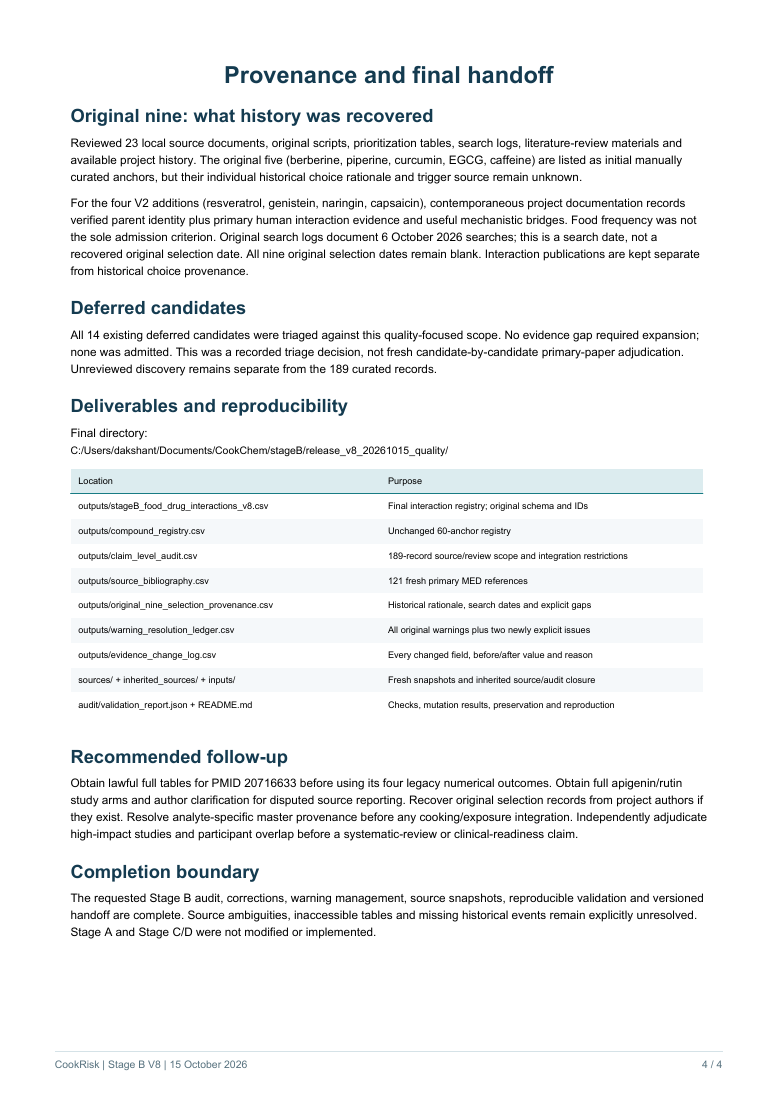 Provenance and final handoff
Original nine: what history was recovered
Reviewed 23 local source documents, original scripts, prioritization tables, search logs, literature-review materials and
available project history. The original five (berberine, piperine, curcumin, EGCG, caffeine) are listed as initial manually
curated anchors, but their individual historical choice rationale and trigger source remain unknown.
For the four V2 additions (resveratrol, genistein, naringin, capsaicin), contemporaneous project documentation records
verified parent identity plus primary human interaction evidence and useful mechanistic bridges. Food frequency was not
the sole admission criterion. Original search logs document 6 October 2026 searches; this is a search date, not a
recovered original selection date. All nine original selection dates remain blank. Interaction publications are kept separate
from historical choice provenance.
Deferred candidates
All 14 existing deferred candidates were triaged against this quality-focused scope. No evidence gap required expansion;
none was admitted. This was a recorded triage decision, not fresh candidate-by-candidate primary-paper adjudication.
Unreviewed discovery remains separate from the 189 curated records.
Deliverables and reproducibility
Final directory:
C:/Users/dakshant/Documents/CookChem/stageB/release_v8_20261015_quality/
Location Purpose
outputs/stageB_food_drug_interactions_v8.csv Final interaction registry; original schema and IDs
outputs/compound_registry.csv Unchanged 60-anchor registry
outputs/claim_level_audit.csv 189-record source/review scope and integration restrictions
outputs/source_bibliography.csv 121 fresh primary MED references
outputs/original_nine_selection_provenance.csv Historical rationale, search dates and explicit gaps
outputs/warning_resolution_ledger.csv All original warnings plus two newly explicit issues
outputs/evidence_change_log.csv Every changed field, before/after value and reason
sources/ + inherited_sources/ + inputs/ Fresh snapshots and inherited source/audit closure
audit/validation_report.json + README.md Checks, mutation results, preservation and reproduction
Recommended follow-up
Obtain lawful full tables for PMID 20716633 before using its four legacy numerical outcomes. Obtain full apigenin/rutin
study arms and author clarification for disputed source reporting. Recover original selection records from project authors if
they exist. Resolve analyte-specific master provenance before any cooking/exposure integration. Independently adjudicate
high-impact studies and participant overlap before a systematic-review or clinical-readiness claim.
Completion boundary
The requested Stage B audit, corrections, warning management, source snapshots, reproducible validation and versioned
handoff are complete. Source ambiguities, inaccessible tables and missing historical events remain explicitly unresolved.
Stage A and Stage C/D were not modified or implemented.
CookRisk | Stage B V8 | 15 October 2026 4 / 4